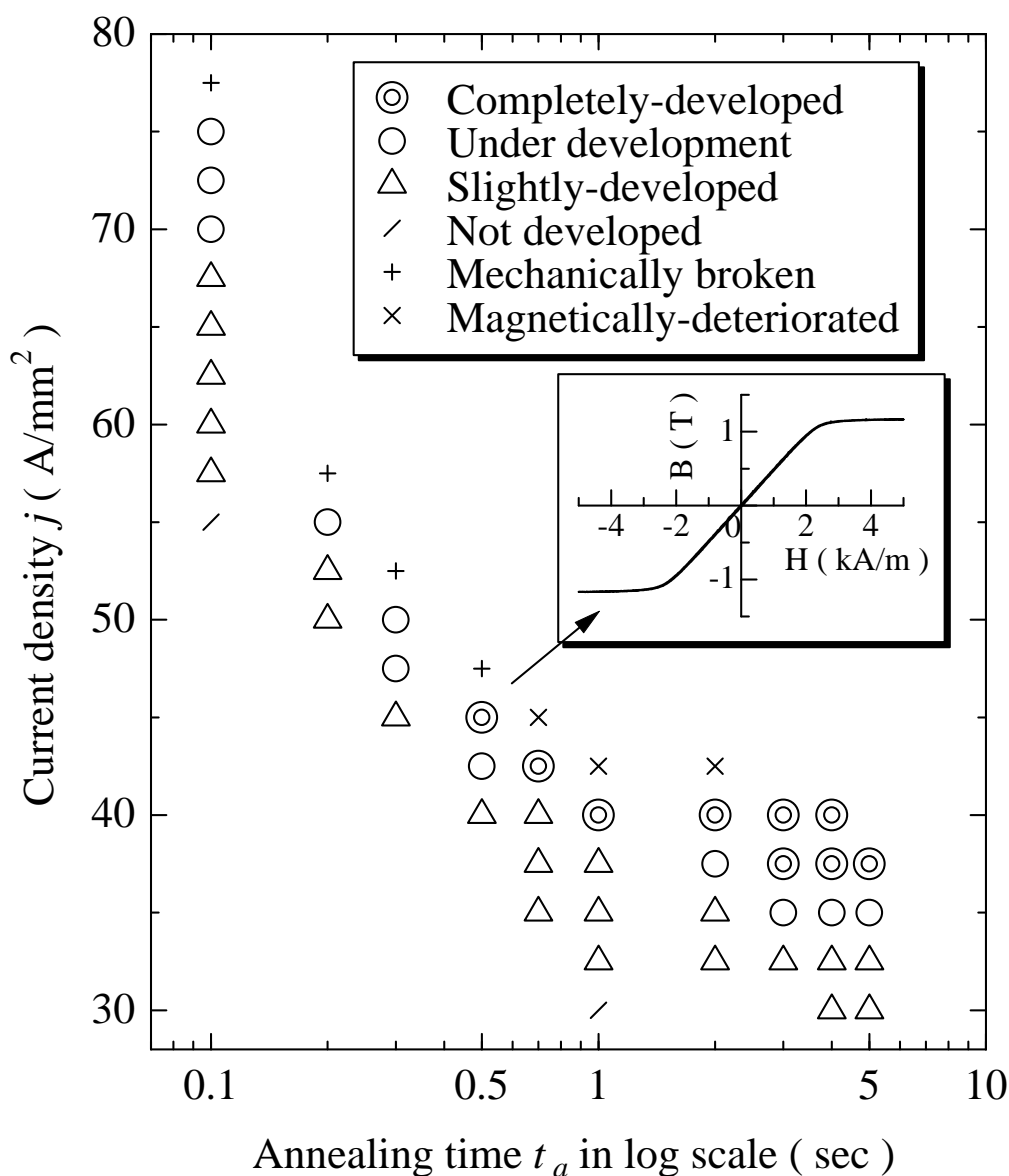 80
70
60
50
40
30
Current density j ( A/mm²)
Completely-developed
Under development
Slightly-developed
Not developed
Mechanically broken
Magnetically-deteriorated
B ( T )
1
-4 -2 0 2 4
H ( kA/m )
-1
0.1 0.5 1 5 10
Annealing time t a in log scale ( sec )